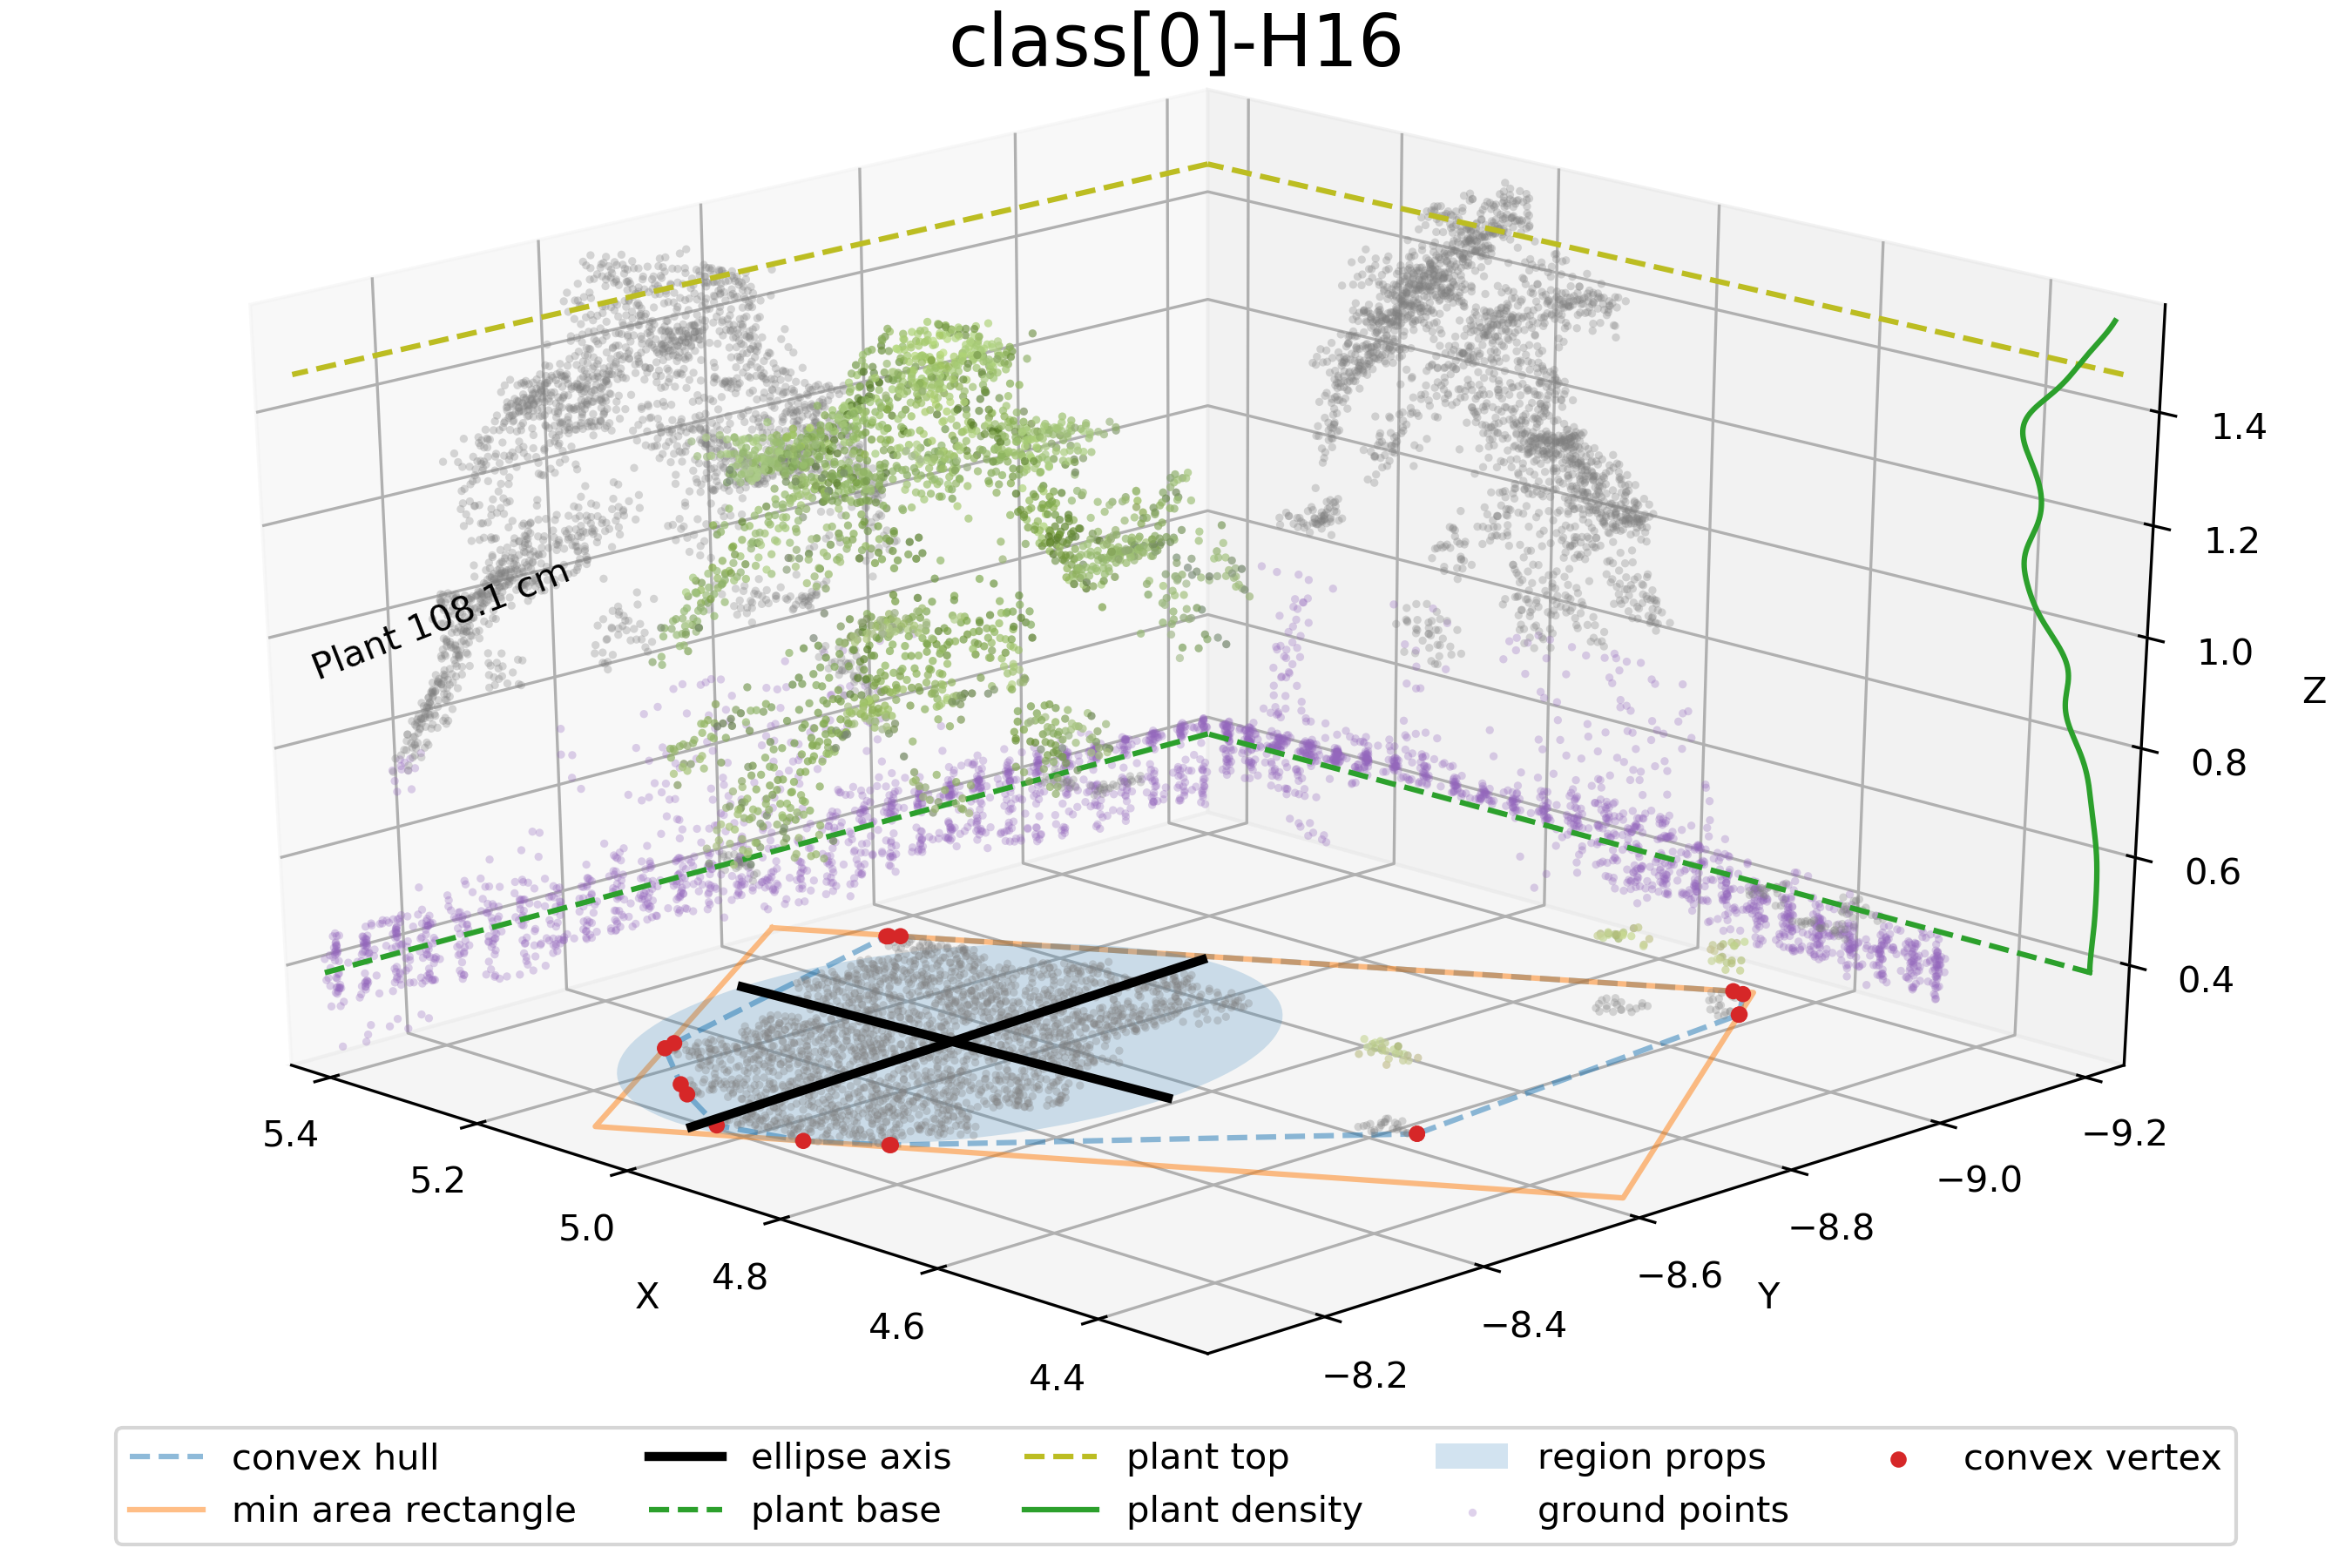 class[0]-H16
Plant 108.1 cm
1.4
1.2
1.0
0.8
0.6
0.4
Z
5.4
5.2
5.0
4.8
4.6
4.4
X
−8.2
−8.4
−8.6
−8.8
−9.0
−9.2
Y
convex hull
min area rectangle
ellipse axis
plant base
plant top
plant density
region props
ground points
convex vertex